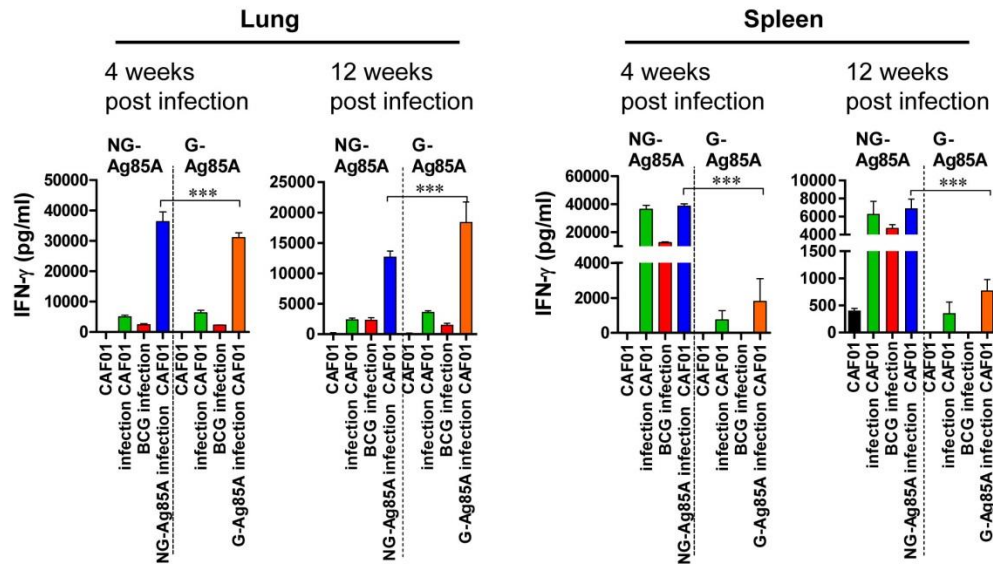 Lung
4 weeks
post infection
12 weeks
post infection
NG-
Ag85A
G-
Ag85A
NG-
Ag85A
G-
Ag85A
IFN-γ (pg/ml)
50000
40000
30000
20000
10000
0
***
25000
20000
15000
10000
5000
0
***
CAF01
infection CAF01
BCG infection
NG-Ag85A infection CAF01
CAF01
infection CAF01
BCG infection
G-Ag85A infection CAF01
CAF01
infection CAF01
BCG infection
NG-Ag85A infection CAF01
CAF01
infection CAF01
BCG infection
G-Ag85A infection CAF01
Spleen
4 weeks
post infection
12 weeks
post infection
NG-
Ag85A
G-
Ag85A
NG-
Ag85A
G-
Ag85A
IFN-γ (pg/ml)
60000
40000
20000
4000
2000
0
***
12000
10000
8000
6000
4000
1500
1000
500
0
***
CAF01
infection CAF01
BCG infection
NG-Ag85A infection CAF01
CAF01
infection CAF01
BCG infection
G-Ag85A infection CAF01
CAF01
infection CAF01
BCG infection
NG-Ag85A infection CAF01
CAF01
infection CAF01
BCG infection
G-Ag85A infection CAF01